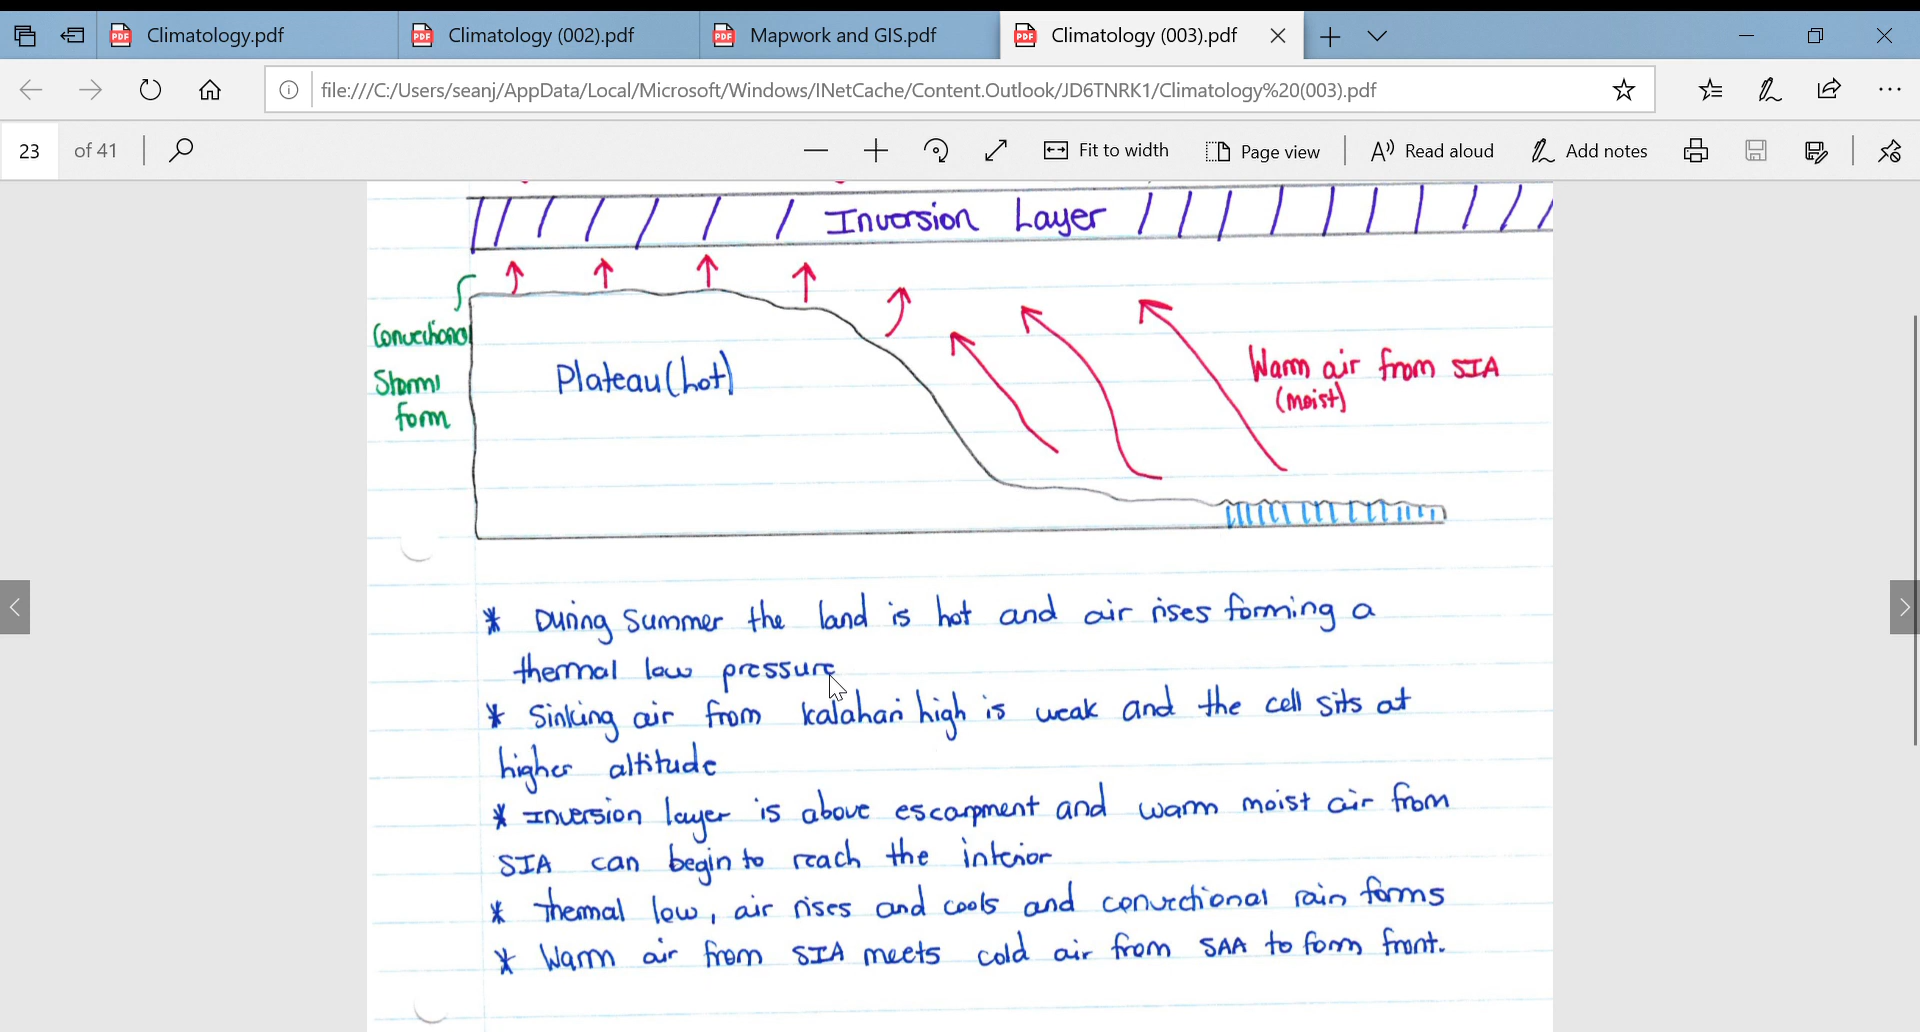 Climatology.pdf
Climatology (002).pdf
Mapwork and GIS.pdf
Climatology (003).pdf
file:///C:/Users/seanj/AppData/Local/Microsoft/Windows/INetCache/Content.Outlook/JD6TNRK1/Climatology%20(003).pdf
23 of 41
Fit to width
Page view
Read aloud
Add notes
Inversion Layer
Convectional
Storms
form
Plateau (hot)
Warm air from SIA
(moist)
* During Summer the land is hot and air rises forming a
thermal low pressure
* Sinking air from Kalahari high is weak and the cell sits at
higher altitude
* Inversion layer is above escarpment and warm moist air from
SIA can begin to reach the interior
* Thermal low, air rises and cools and convectional rain forms
* Warm air from SIA meets cold air from SAA to form front.